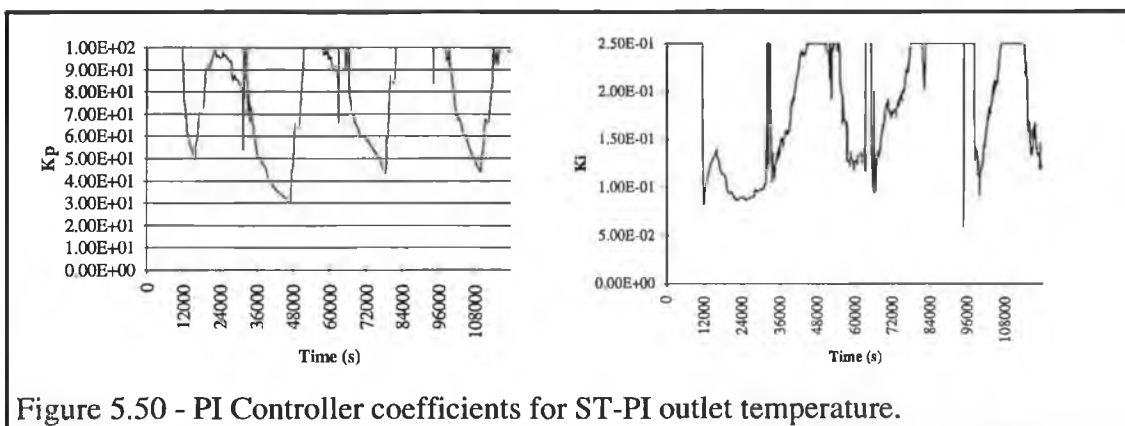 1.00E+02
9.00E+01
8.00E+01
7.00E+01
6.00E+01
5.00E+01
4.00E+01
3.00E+01
2.00E+01
1.00E+01
0.00E+00
Kp
0
12000
24000
36000
48000
60000
72000
84000
96000
108000
Time (s)
2.50E-01
2.00E-01
1.50E-01
1.00E-01
5.00E-02
0.00E+00
Ki
0
12000
24000
36000
48000
60000
72000
84000
96000
108000
Time (s)
Figure 5.50 - PI Controller coefficients for ST-PI outlet temperature.